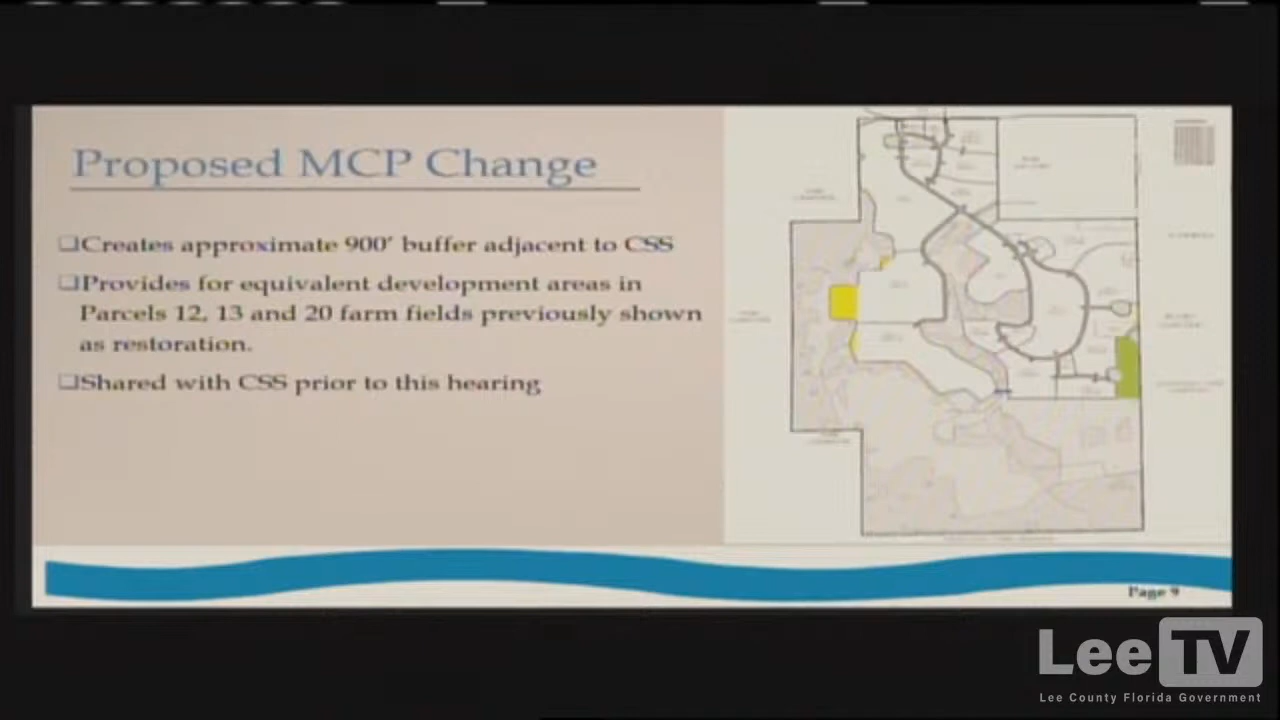 Proposed MCP Change
❑Creates approximate 900' buffer adjacent to CSS
❑Provides for equivalent development areas in
Parcels 12, 13 and 20 farm fields previously shown
as restoration.
❑Shared with CSS prior to this hearing
Page 9
LeeTV
Lee County Florida Government